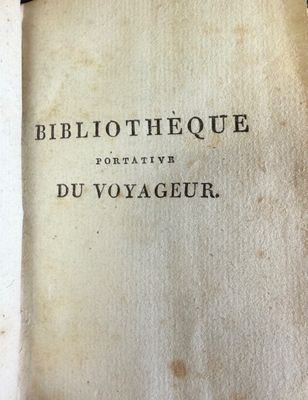 BIBLIOTHÈQUE
PORTATIVE
DU VOYAGEUR.